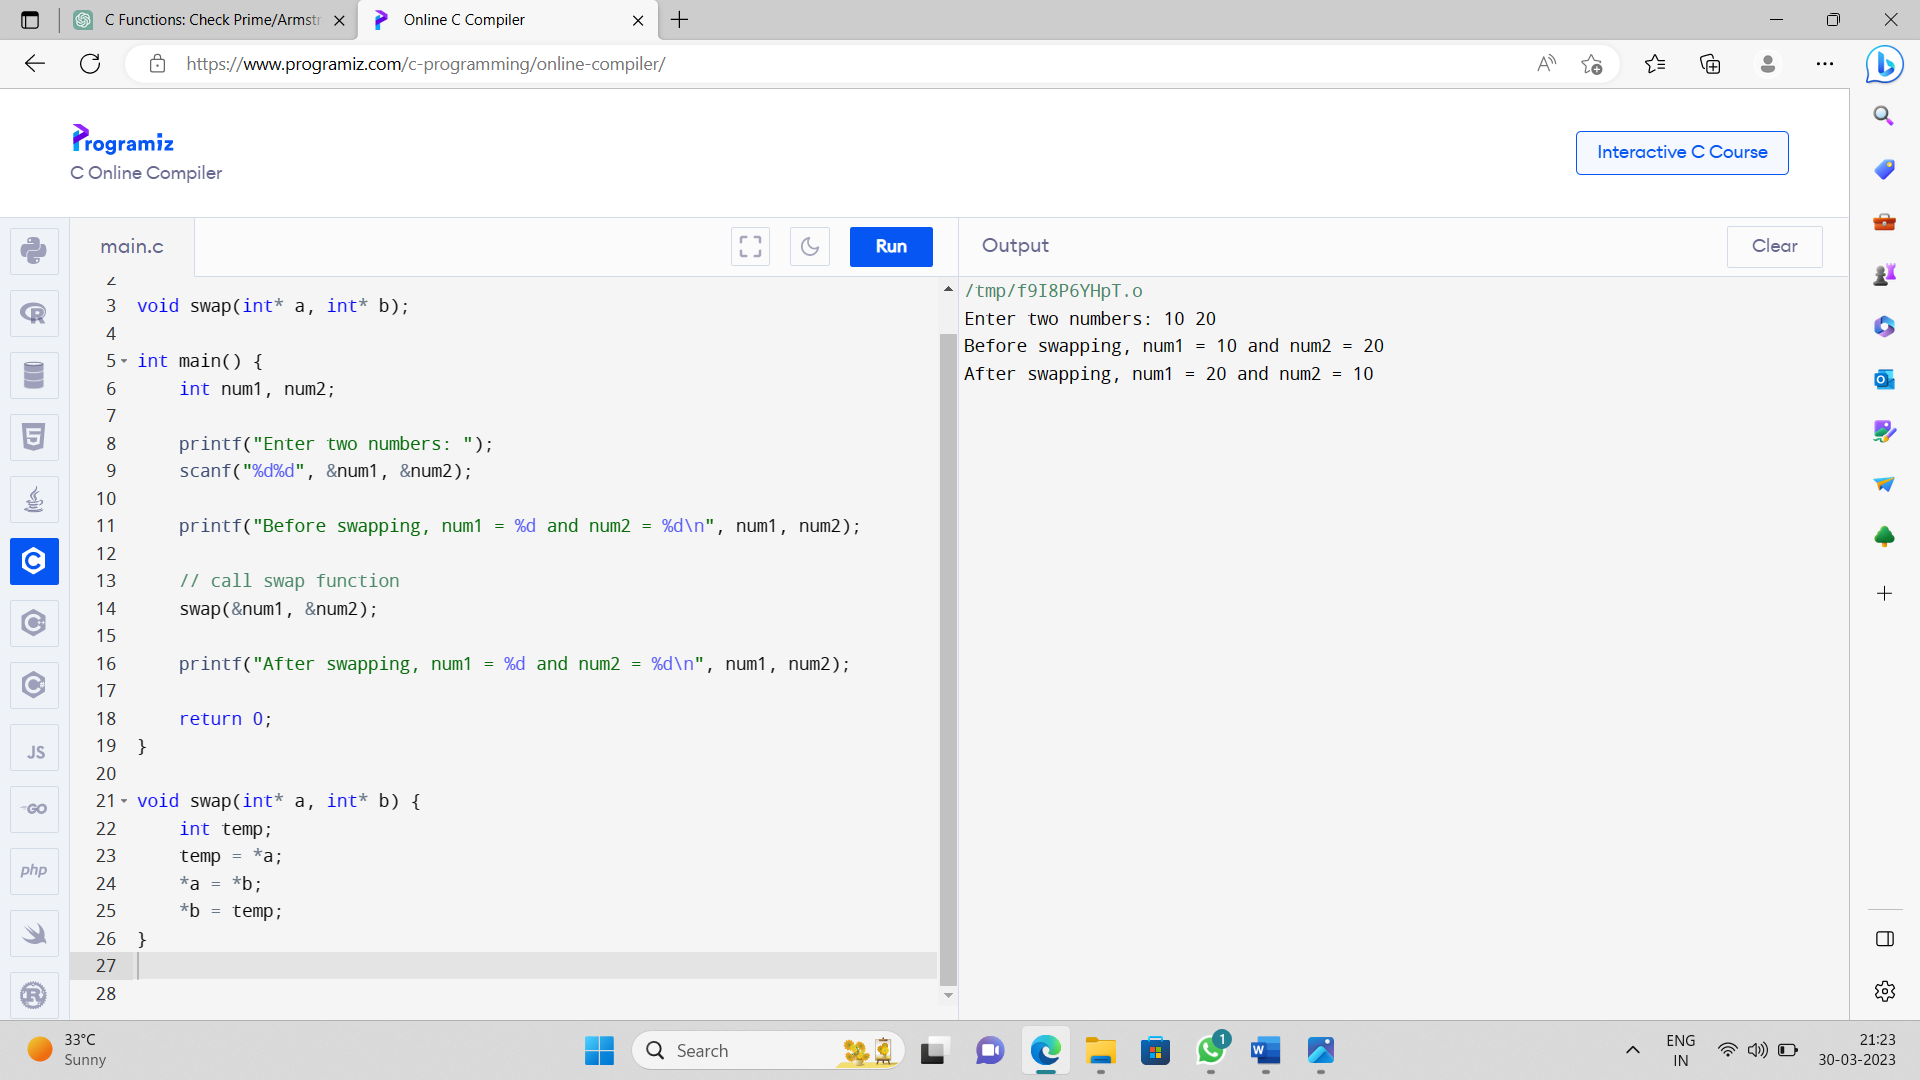 C Functions: Check Prime/Armstr
Online C Compiler
https://www.programiz.com/c-programming/online-compiler/
Programiz
C Online Compiler
Interactive C Course
main.c
Run
Output
Clear
2
3 void swap(int* a, int* b);
4
5 int main() {
6     int num1, num2;
7
8     printf("Enter two numbers: ");
9     scanf("%d%d", &num1, &num2);
10
11     printf("Before swapping, num1 = %d and num2 = %d\n", num1, num2);
12
13     // call swap function
14     swap(&num1, &num2);
15
16     printf("After swapping, num1 = %d and num2 = %d\n", num1, num2);
17
18     return 0;
19 }
20
21 void swap(int* a, int* b) {
22     int temp;
23     temp = *a;
24     *a = *b;
25     *b = temp;
26 }
27
28
/tmp/f9I8P6YHpT.o
Enter two numbers: 10 20
Before swapping, num1 = 10 and num2 = 20
After swapping, num1 = 20 and num2 = 10
JS
GO
php
33°C
Sunny
Search
1
ENG
IN
21:23
30-03-2023